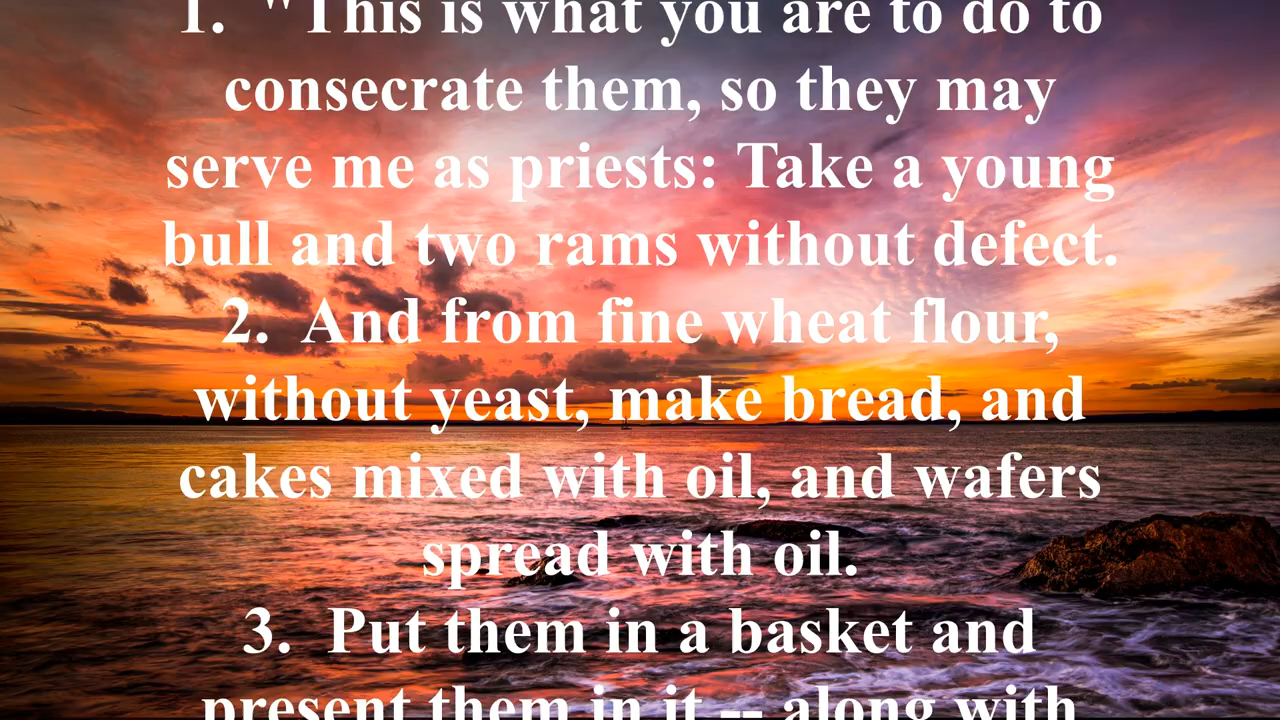 1.  "This is what you are to do to
consecrate them, so they may
serve me as priests: Take a young
bull and two rams without defect.
2.  And from fine wheat flour,
without yeast, make bread, and
cakes mixed with oil, and wafers
spread with oil.
3.  Put them in a basket and
present them in it -- along with